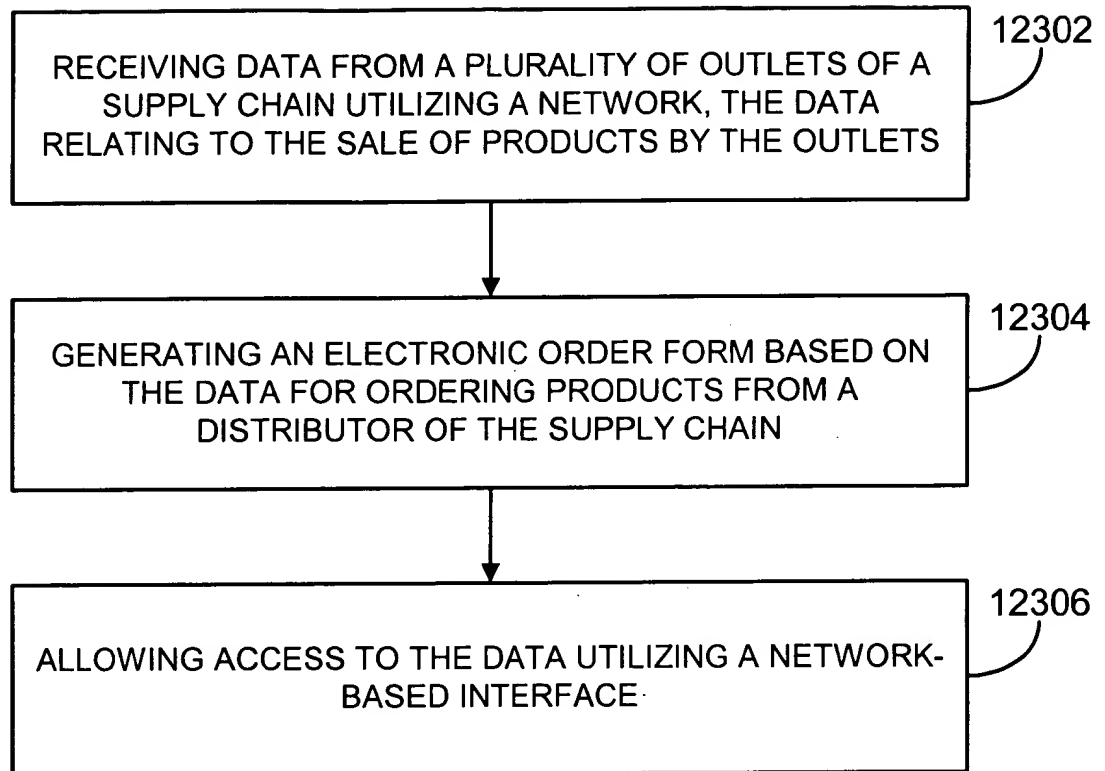 12302
RECEIVING DATA FROM A PLURALITY OF OUTLETS OF A
SUPPLY CHAIN UTILIZING A NETWORK, THE DATA
RELATING TO THE SALE OF PRODUCTS BY THE OUTLETS
12304
GENERATING AN ELECTRONIC ORDER FORM BASED ON
THE DATA FOR ORDERING PRODUCTS FROM A
DISTRIBUTOR OF THE SUPPLY CHAIN
12306
ALLOWING ACCESS TO THE DATA UTILIZING A NETWORK-
BASED INTERFACE